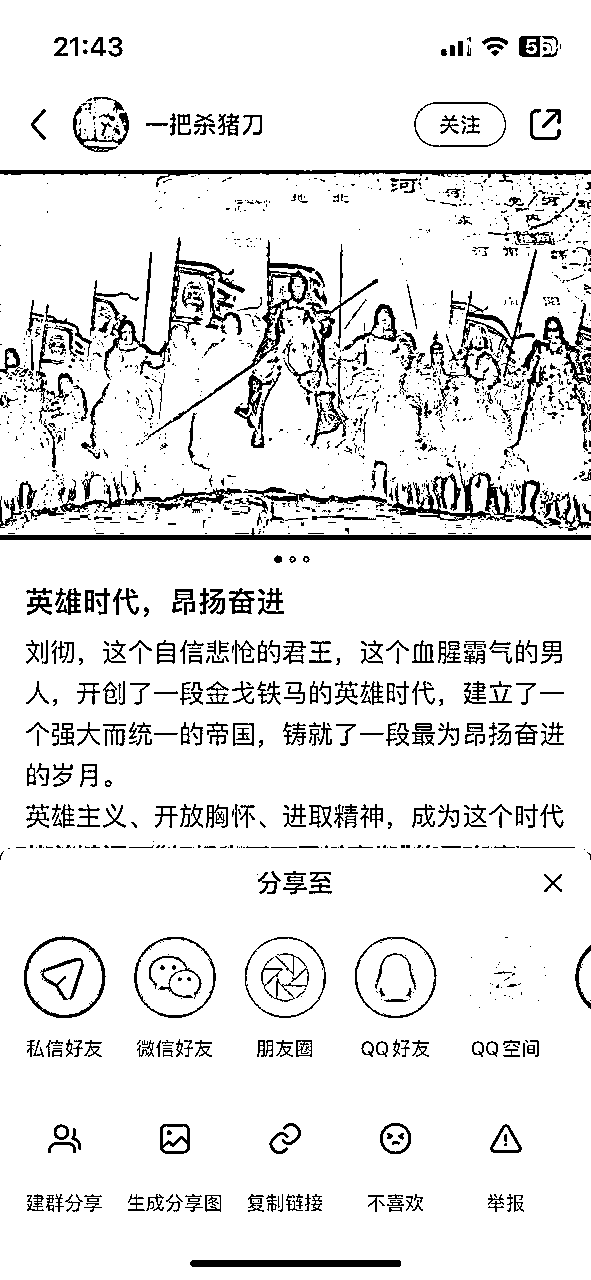 21:43
一把杀猪刀
关注
地 北
河
英雄时代，昂扬奋进
刘彻，这个自信悲怆的君王，这个血腥霸气的男
人，开创了一段金戈铁马的英雄时代，建立了一
个强大而统一的帝国，铸就了一段最为昂扬奋进
的岁月。
英雄主义、开放胸怀、进取精神，成为这个时代
分享至
私信好友 微信好友 朋友圈 QQ好友 QQ空间
建群分享 生成分享图 复制链接 不喜欢 举报